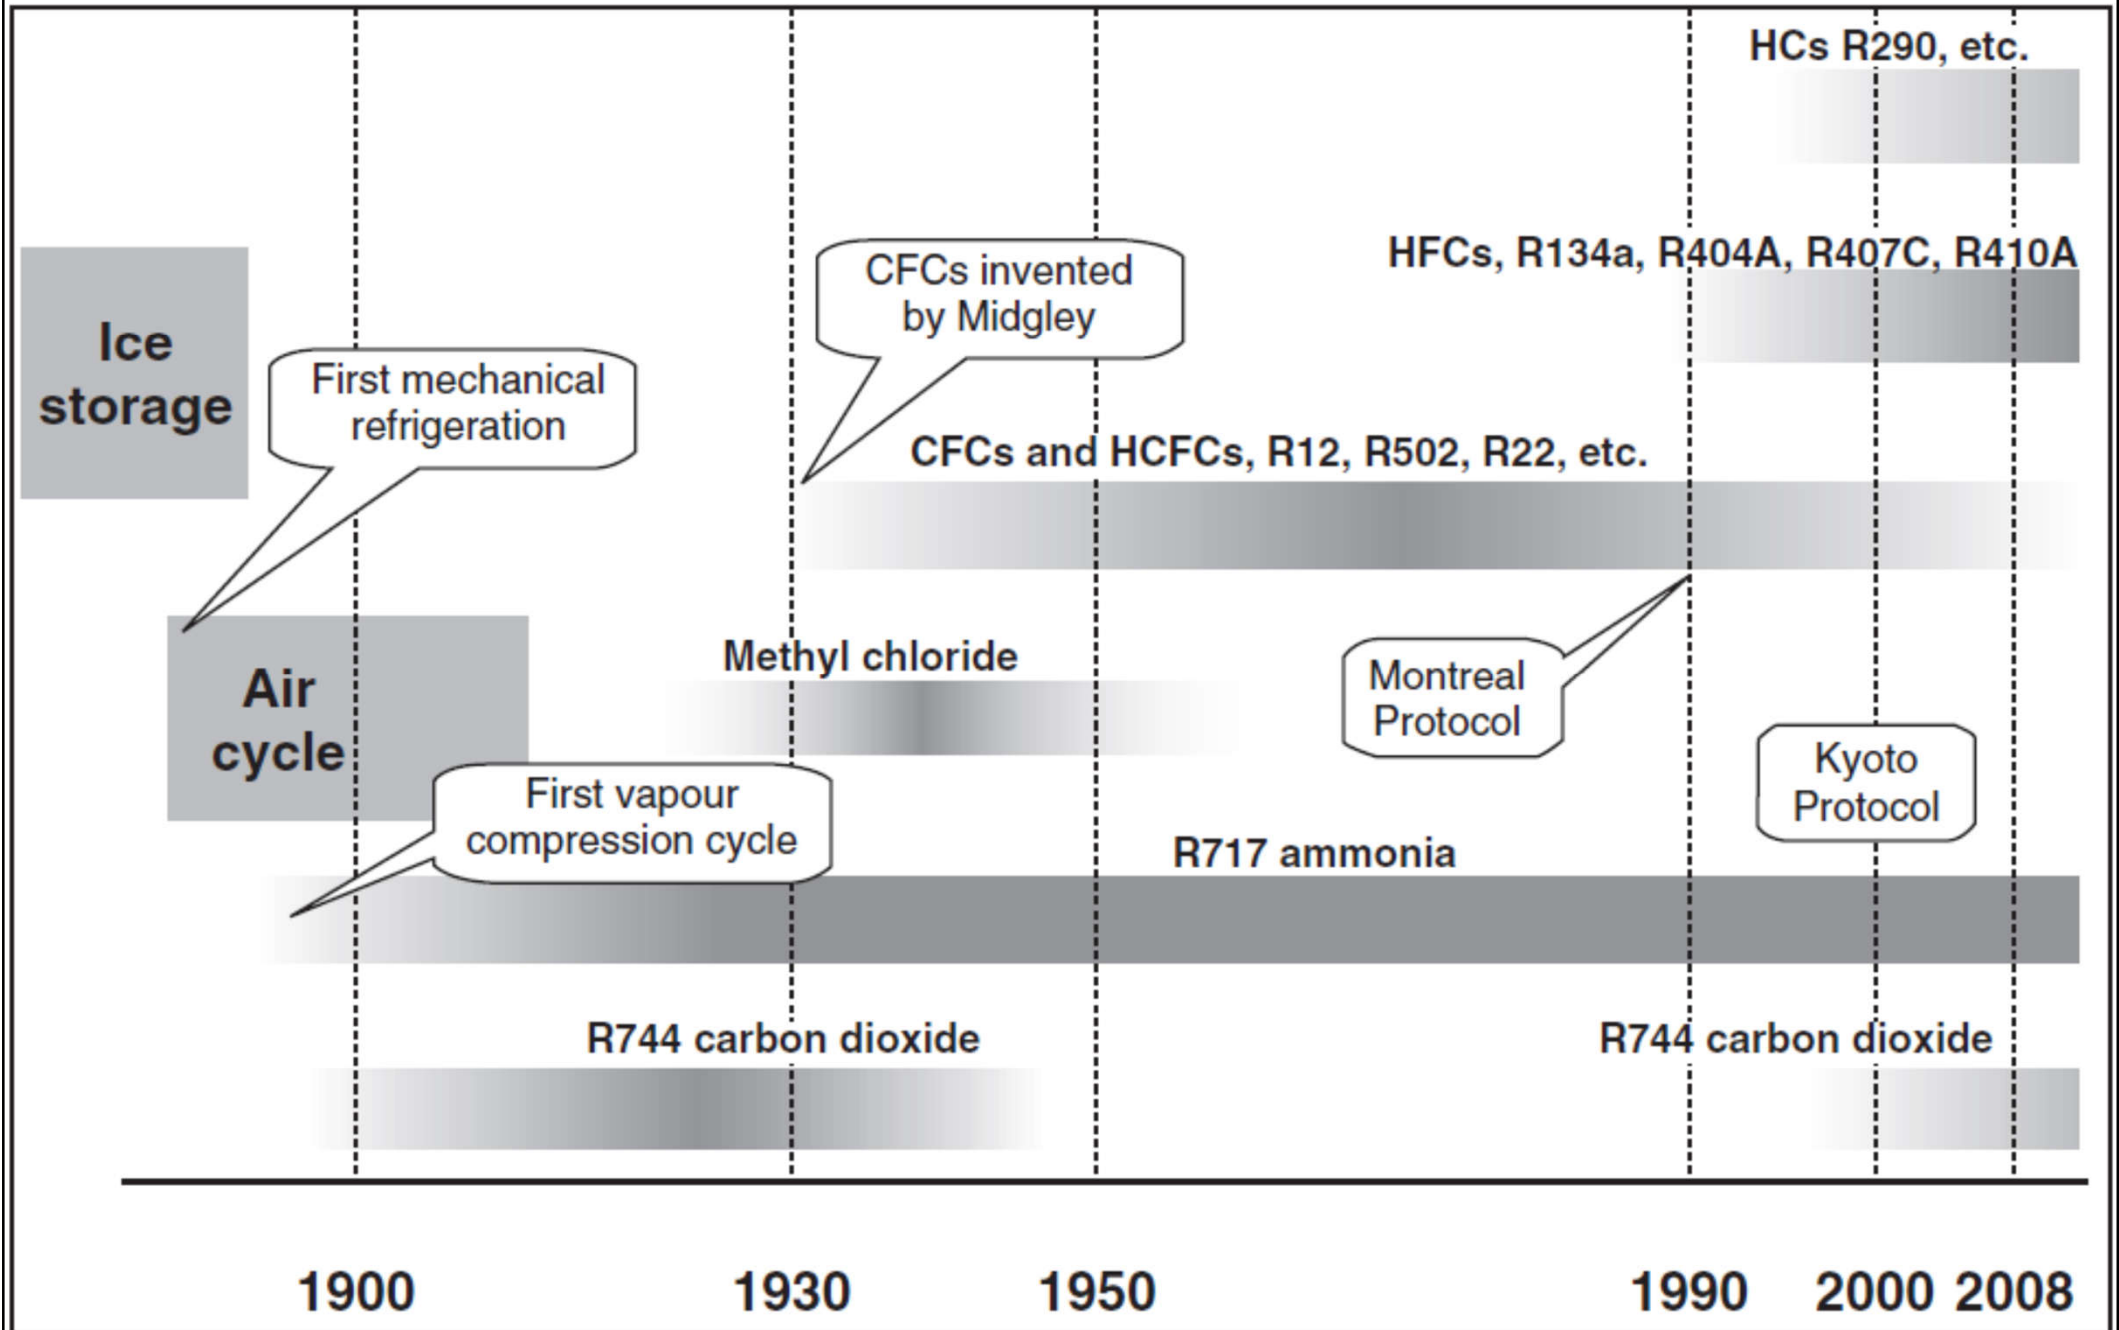 HCs R290, etc.
HFCs, R134a, R404A, R407C, R410A
CFCs invented
by Midgley
Ice
storage
First mechanical
refrigeration
CFCs and HCFCs, R12, R502, R22, etc.
Methyl chloride
Montreal
Protocol
Air
cycle
Kyoto
Protocol
First vapour
compression cycle
R717 ammonia
R744 carbon dioxide
R744 carbon dioxide
1900
1930
1950
1990
2000
2008